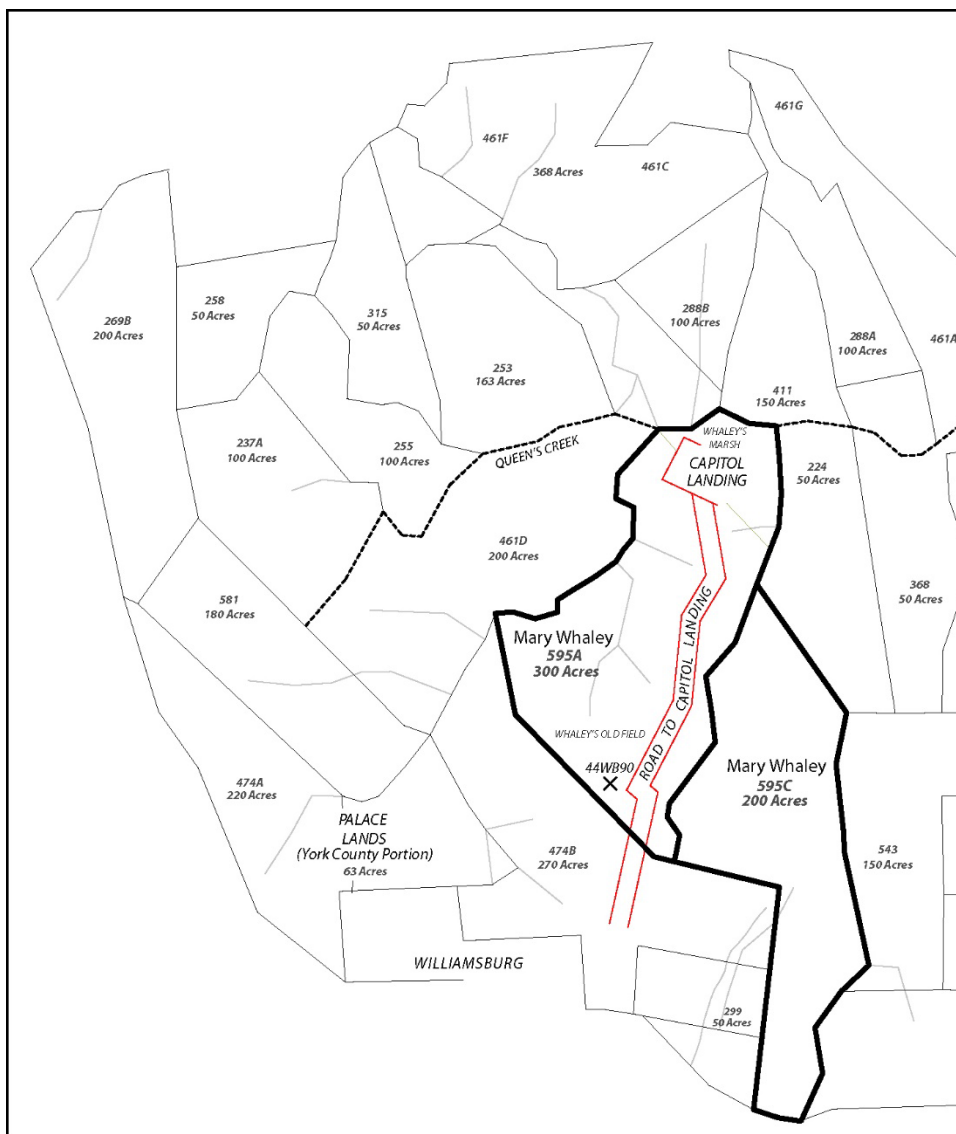 461G
461F
368 Acres
461C
258
50 Acres
315
50 Acres
288B
100 Acres
269B
200 Acres
288A
100 Acres
461A
253
163 Acres
411
150 Acres
237A
100 Acres
255
100 Acres
QUEEN'S CREEK
WHALEY'S
MARSH
CAPITOL
LANDING
224
50 Acres
461D
200 Acres
581
180 Acres
368
50 Acres
Mary Whaley
595A
300 Acres
ROAD TO CAPITOL LANDING
WHALEY'S OLD FIELD
44WB90
Mary Whaley
595C
200 Acres
474A
220 Acres
PALACE
LANDS
(York County Portion)
63 Acres
474B
270 Acres
543
150 Acres
WILLIAMSBURG
299
50 Acres